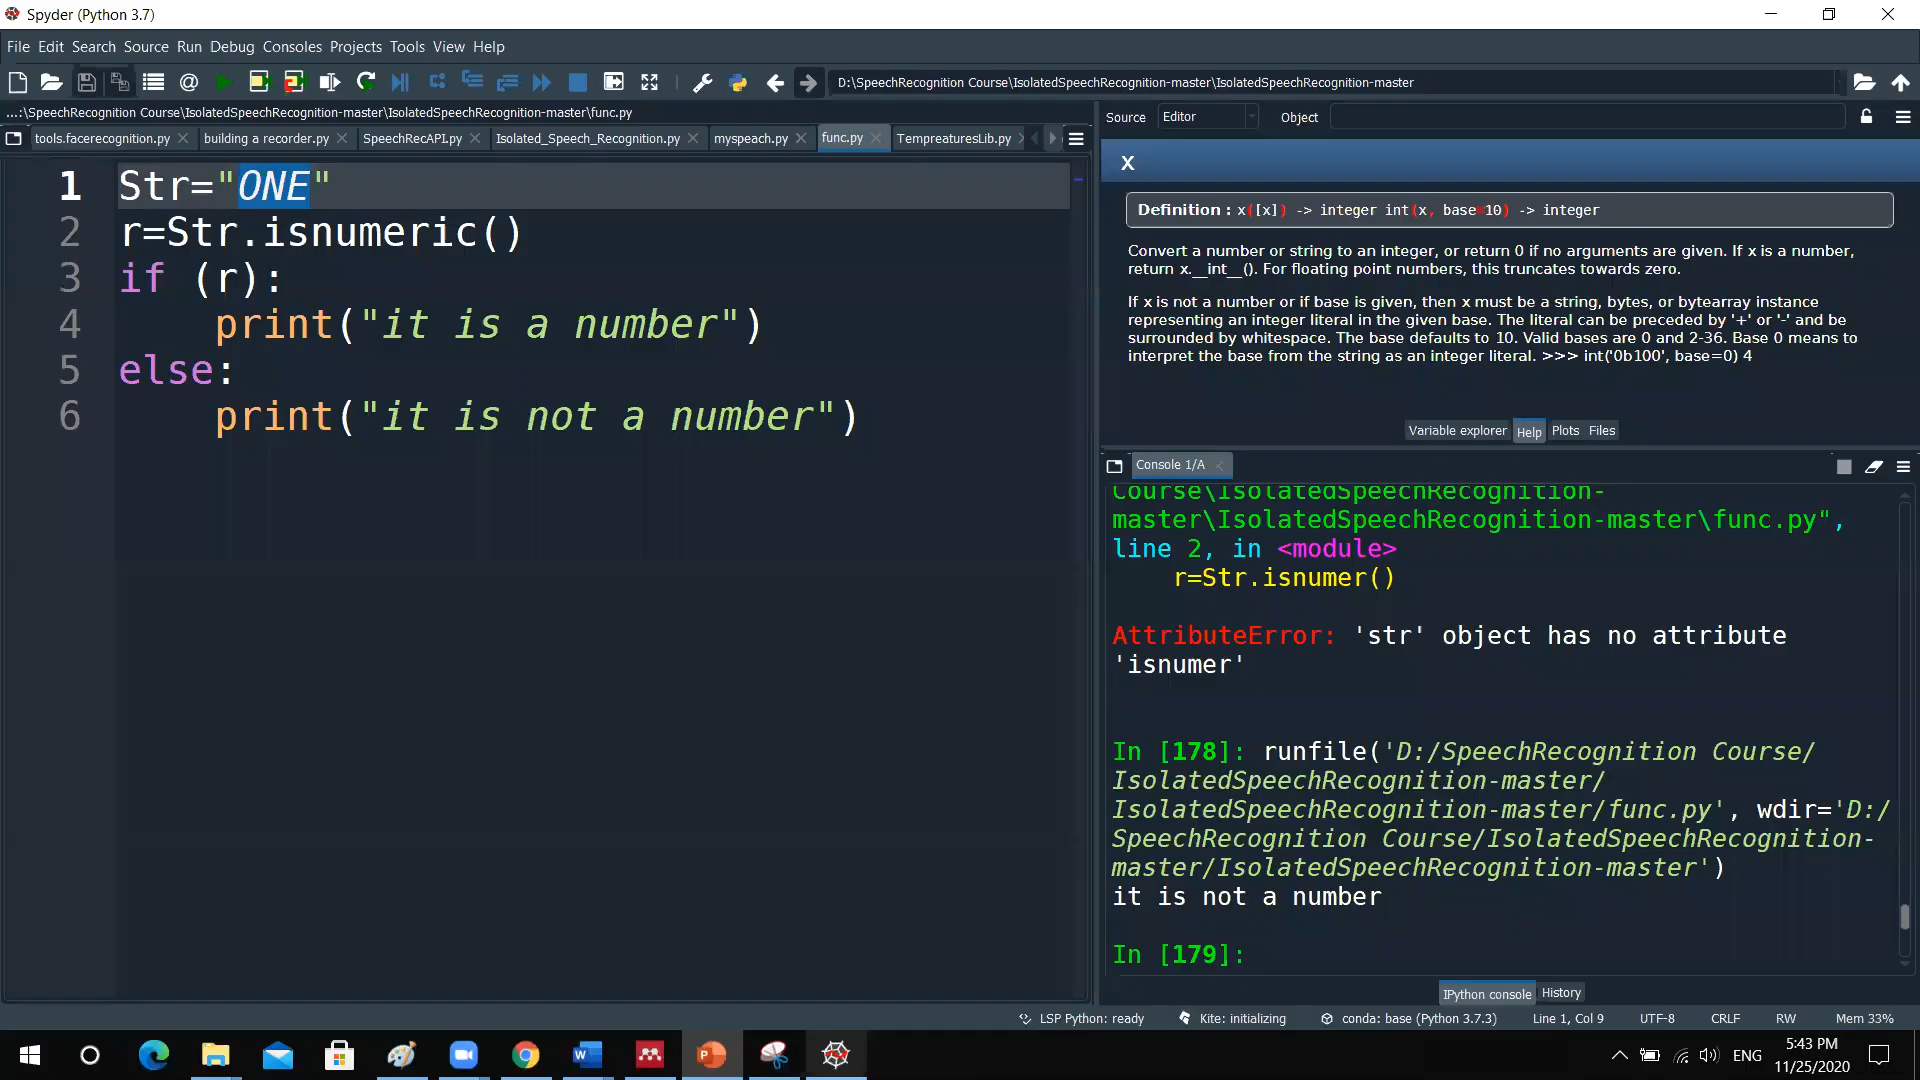 Spyder (Python 3.7)
File Edit Search Source Run Debug Consoles Projects Tools View Help
D:\SpeechRecognition Course\IsolatedSpeechRecognition-master\IsolatedSpeechRecognition-master
...:\SpeechRecognition Course\IsolatedSpeechRecognition-master\IsolatedSpeechRecognition-master\func.py
tools.facerecognition.py building a recorder.py SpeechRecAPI.py Isolated_Speech_Recognition.py myspeach.py func.py TempreaturesLib.py
1 Str="ONE"
2 r=Str.isnumeric()
3 if (r):
4 print("it is a number")
5 else:
6 print("it is not a number")
Source Editor Object
X
Definition : x([x]) -> integer int(x, base=10) -> integer
Convert a number or string to an integer, or return 0 if no arguments are given. If x is a number,
return x.__int__(). For floating point numbers, this truncates towards zero.
If x is not a number or if base is given, then x must be a string, bytes, or bytearray instance
representing an integer literal in the given base. The literal can be preceded by '+' or '-' and be
surrounded by whitespace. The base defaults to 10. Valid bases are 0 and 2-36. Base 0 means to
interpret the base from the string as an integer literal. >>> int('0b100', base=0) 4
Variable explorer Help Plots Files
Console 1/A
Course\IsolatedSpeechRecognition-
master\IsolatedSpeechRecognition-master\func.py",
line 2, in <module>
r=Str.isnumer()
AttributeError: 'str' object has no attribute
'isnumer'
In [178]: runfile('D:/SpeechRecognition Course/
IsolatedSpeechRecognition-master/
IsolatedSpeechRecognition-master/func.py', wdir='D:/
SpeechRecognition Course/IsolatedSpeechRecognition-
master/IsolatedSpeechRecognition-master')
it is not a number
In [179]:
IPython console History
LSP Python: ready Kite: initializing conda: base (Python 3.7.3) Line 1, Col 9 UTF-8 CRLF RW Mem 33%
ENG
5:43 PM
11/25/2020